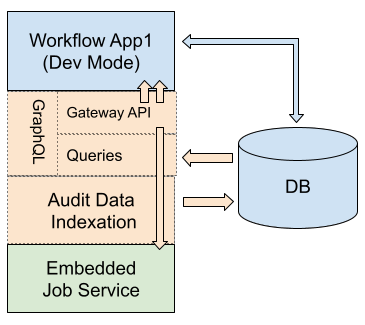 Workflow App1
(Dev Mode)
GraphQL
Gateway API
Queries
DB
Audit Data
Indexation
Embedded
Job Service